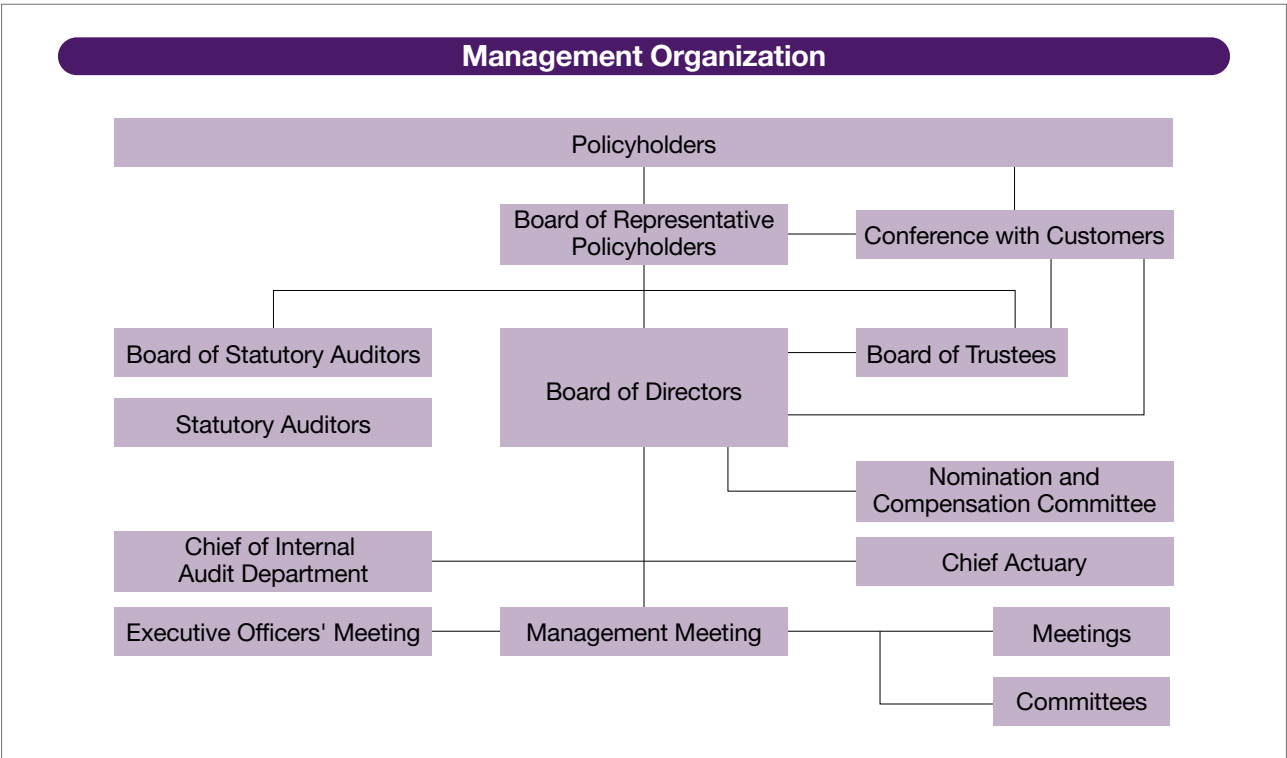 Management Organization
Policyholders
Board of Representative
Policyholders
Conference with Customers
Board of Statutory Auditors
Board of Directors
Board of Trustees
Statutory Auditors
Nomination and
Compensation Committee
Chief of Internal
Audit Department
Chief Actuary
Executive Officers' Meeting
Management Meeting
Meetings
Committees